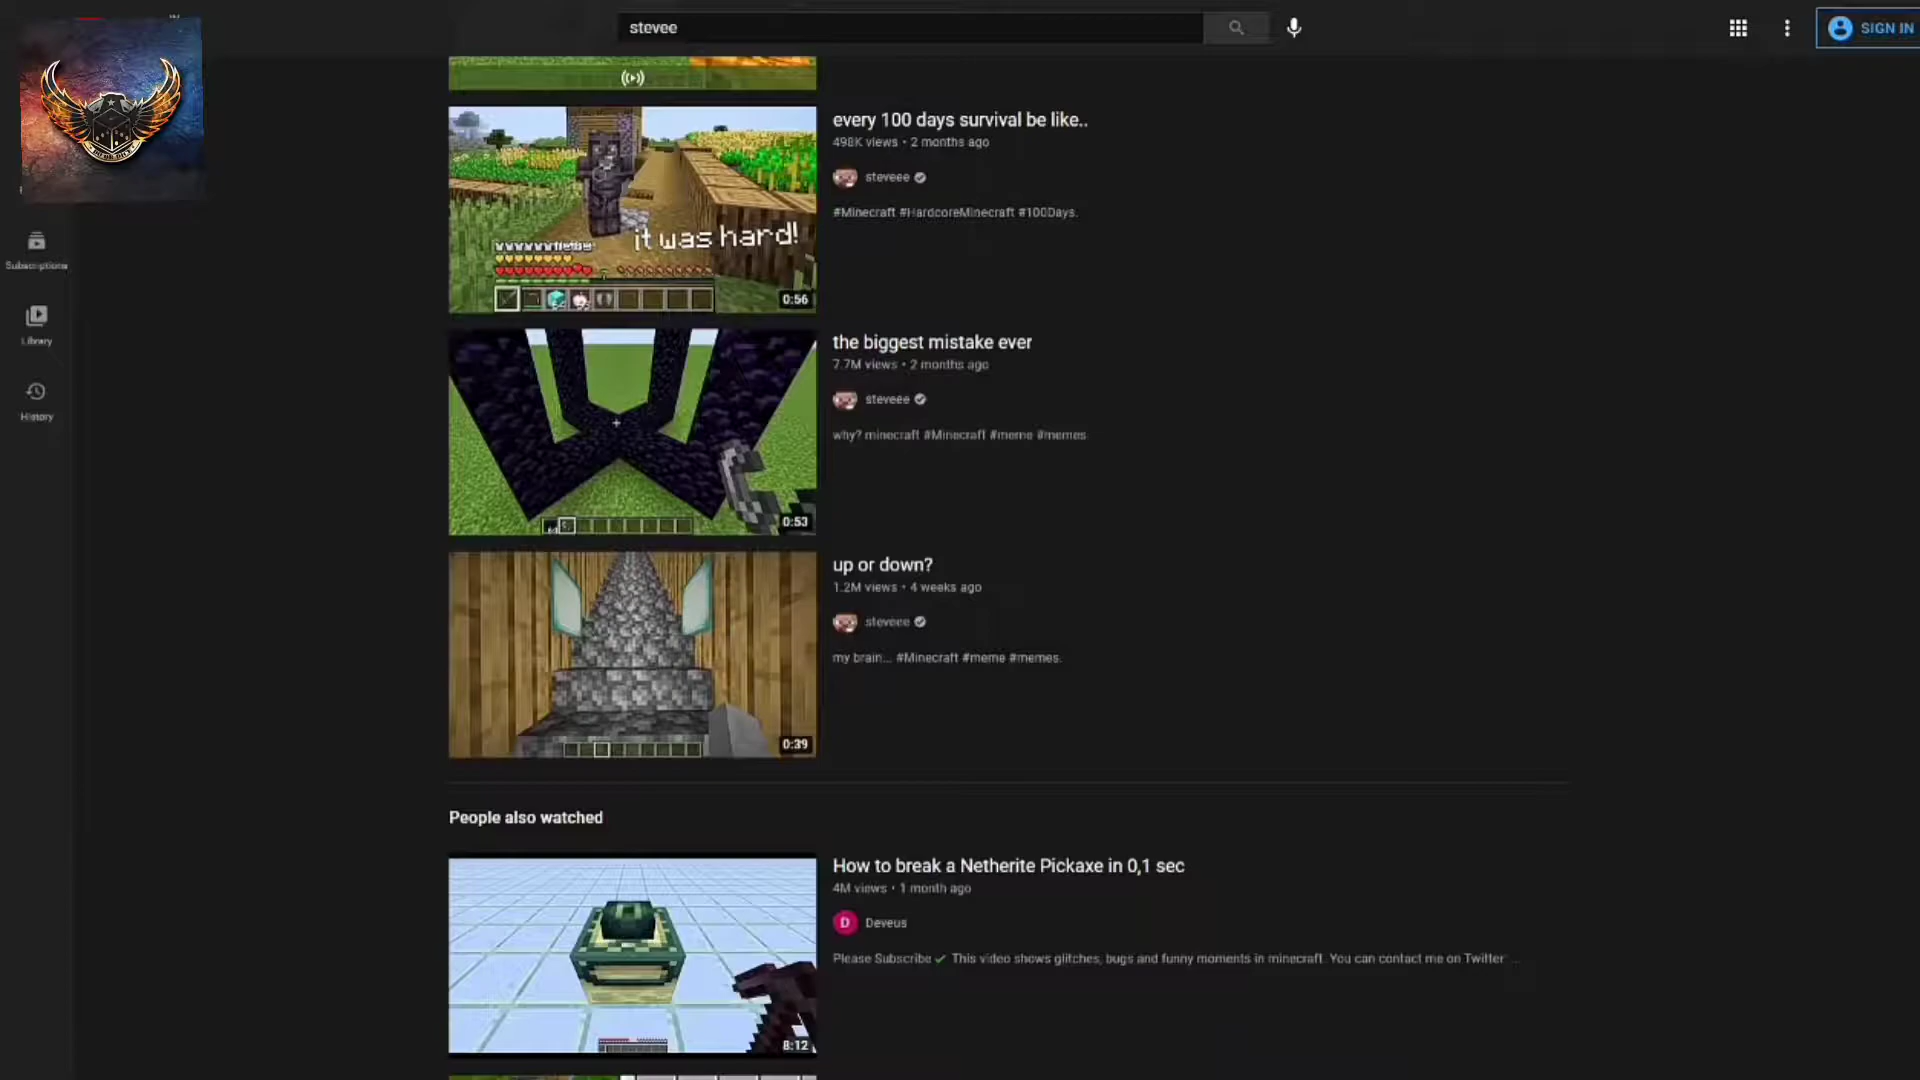 stevee
SIGN IN
Subscriptions
Library
History
every 100 days survival be like..
498K views • 2 months ago
steveee
#Minecraft #HardcoreMinecraft #100Days.
it was hard!
0:56
the biggest mistake ever
7.7M views • 2 months ago
steveee
why? minecraft #Minecraft #meme #memes
0:53
up or down?
1.2M views • 4 weeks ago
steveee
my brain... #Minecraft #meme #memes.
0:39
People also watched
How to break a Netherite Pickaxe in 0,1 sec
4M views • 1 month ago
D
Deveus
Please Subscribe ✓ This video shows glitches, bugs and funny moments in minecraft. You can contact me on Twitter: ...
8:12